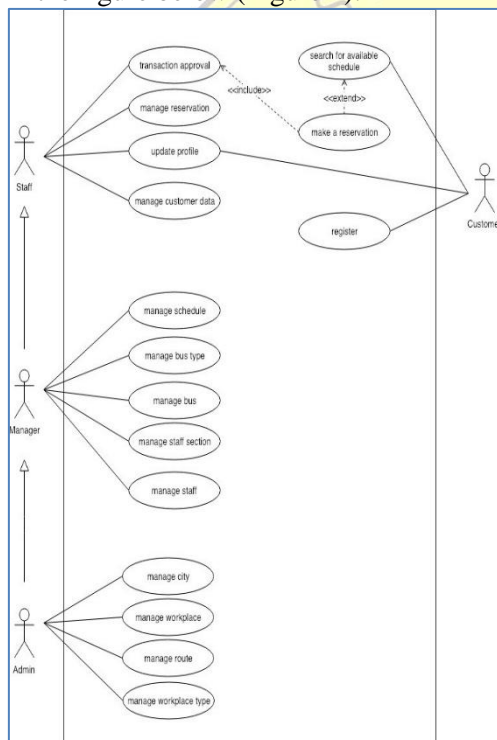 transaction approval
search for available
schedule
<<include>>
<<extend>>
manage reservation
make a reservation
update profile
Staff
manage customer data
Custome
register
manage schedule
manage bus type
manage bus
Manager
manage staff section
manage staff
manage city
manage workplace
manage route
Admin
manage workplace type